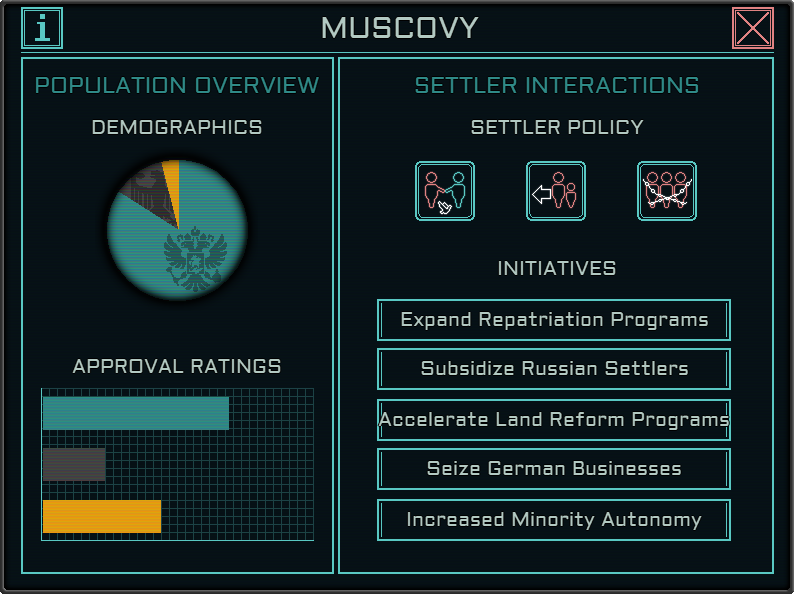 MUSCOVY
POPULATION OVERVIEW
DEMOGRAPHICS
APPROVAL RATINGS
SETTLER INTERACTIONS
SETTLER POLICY
INITIATIVES
Expand Repatriation Programs
Subsidize Russian Settlers
Accelerate Land Reform Programs
Seize German Businesses
Increased Minority Autonomy